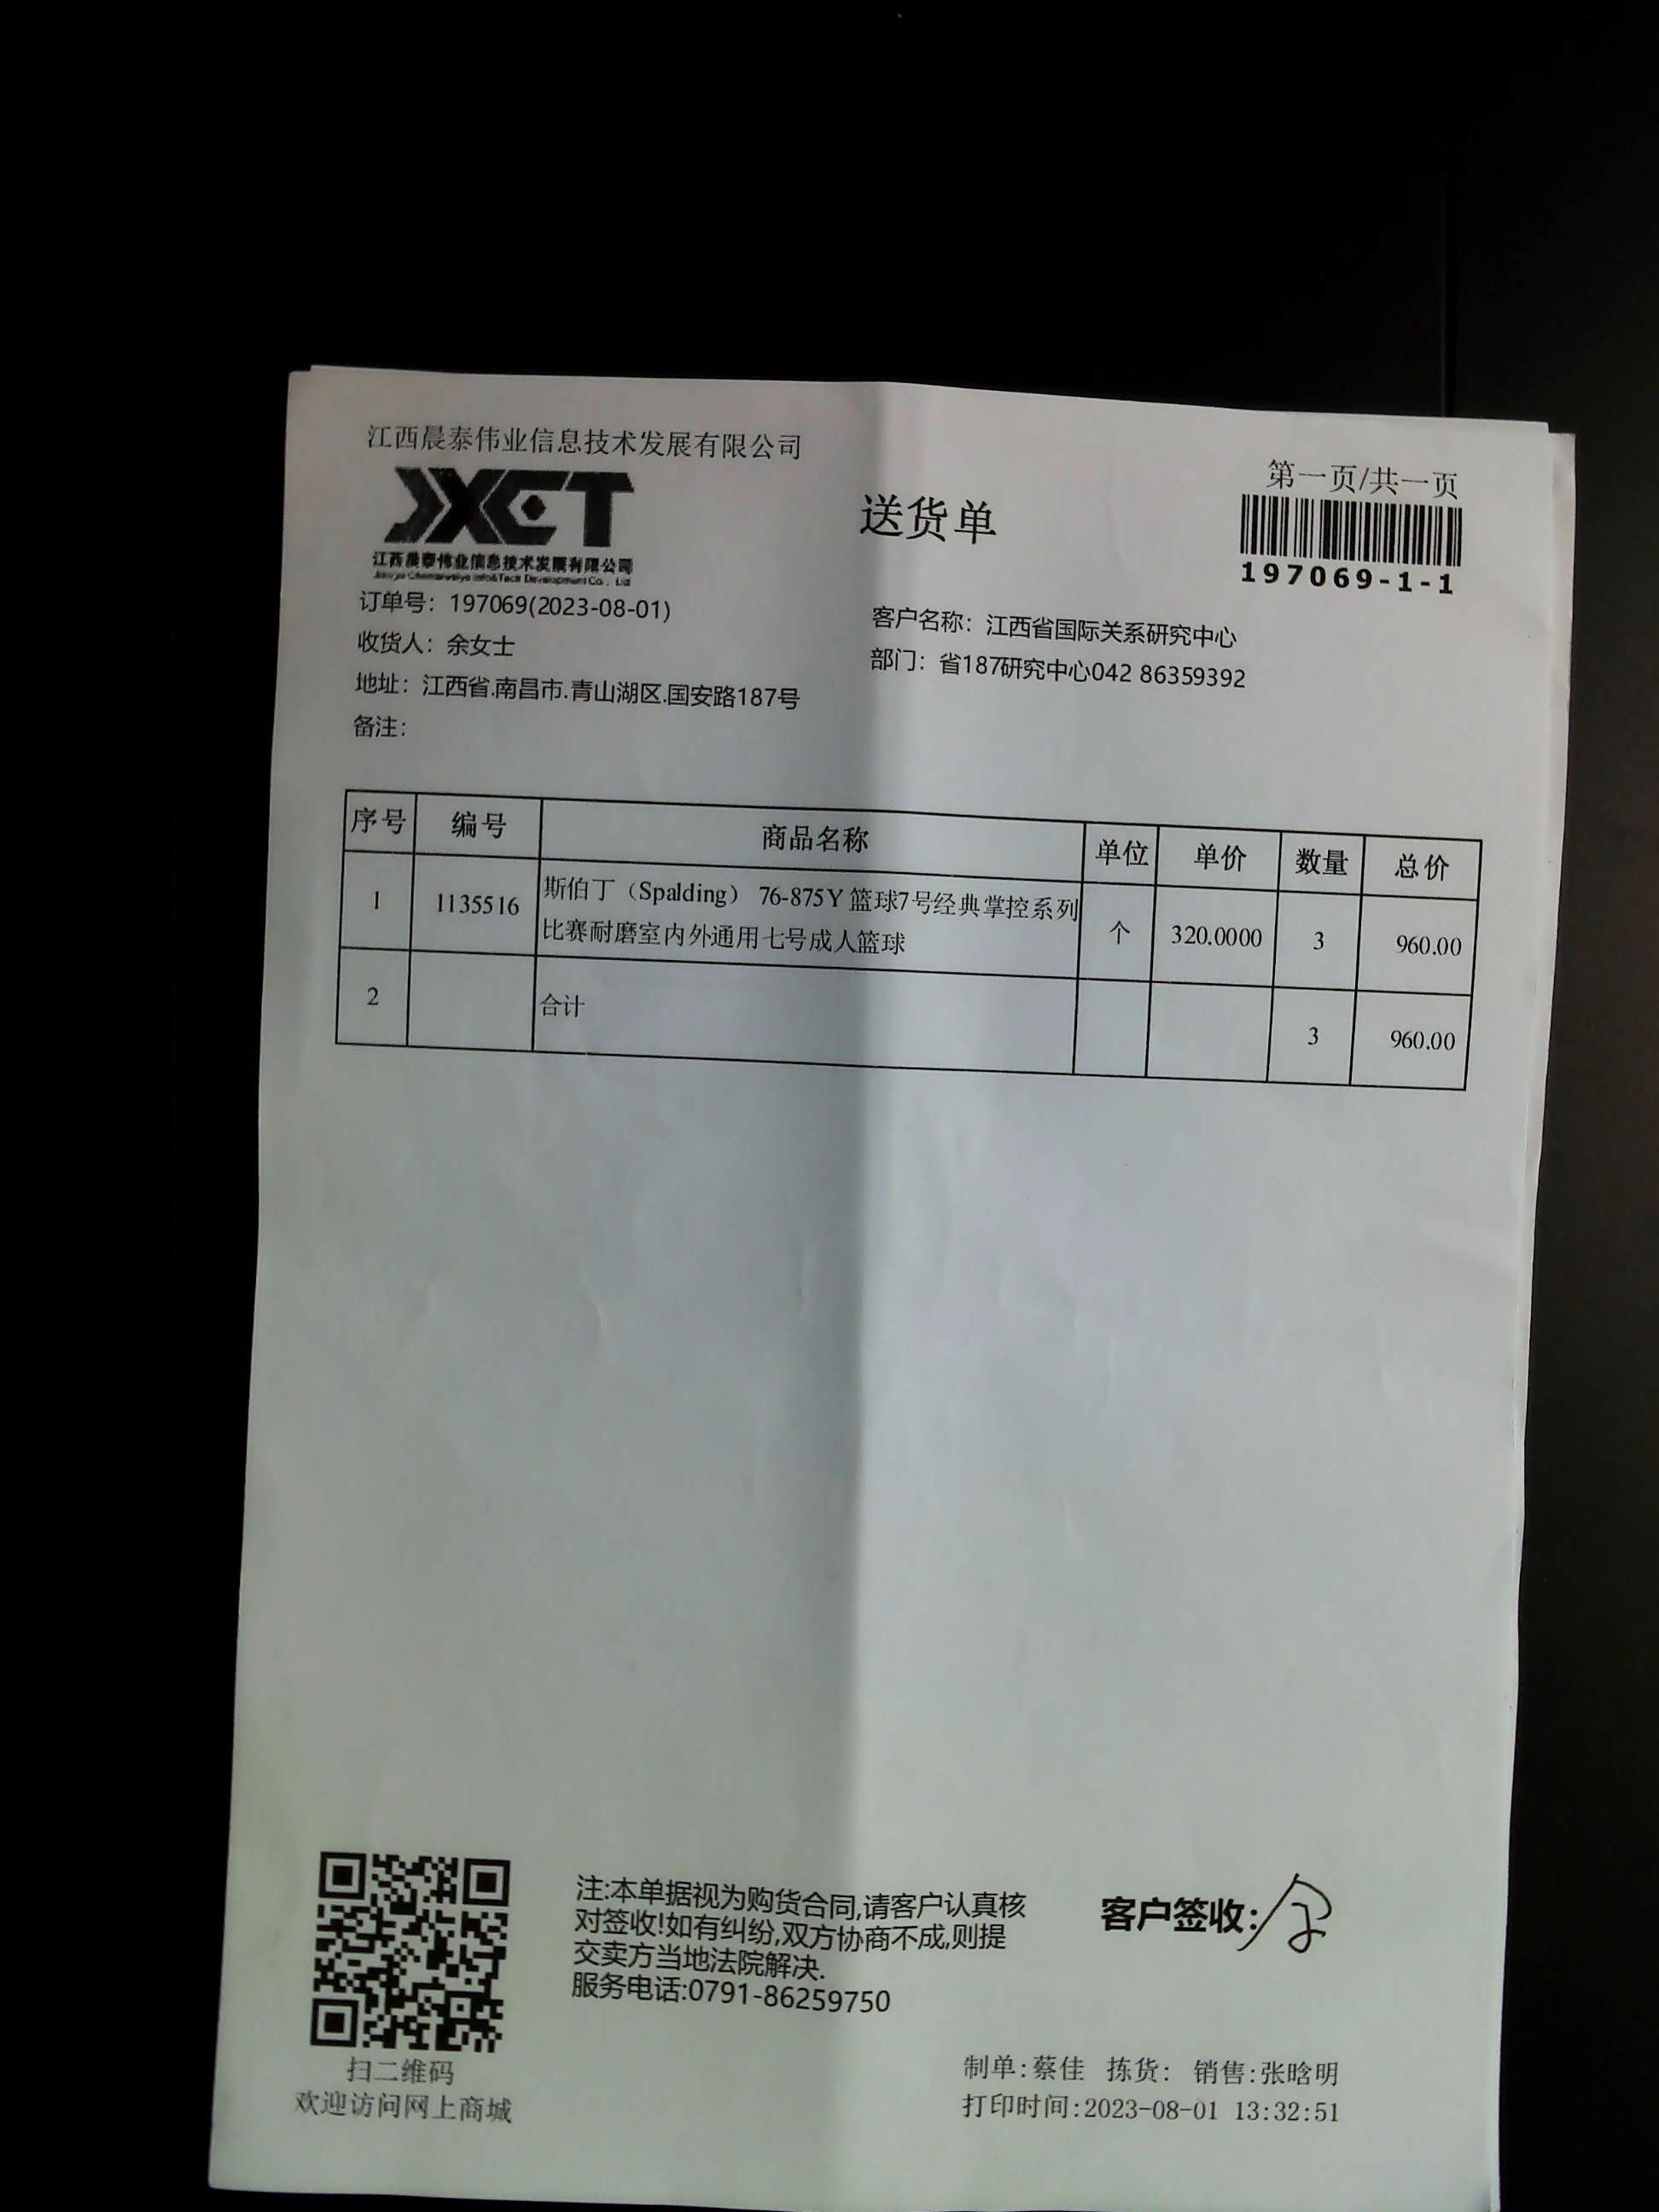 江西晨泰伟业信息技术发展有限公司
第一页/共一页
JXCT
送货单
江西晨泰伟业信息技术发展有限公司
197069-1-1
订单号：197069(2023-08-01)
客户名称：江西省国际关系研究中心
收货人：余女士
部门：省187研究中心042 86359392
地址：江西省.南昌市.青山湖区.国安路187号
备注：
序号 编号 商品名称 单位 单价 数量 总价
1 1135516 斯伯丁（Spalding） 76-875Y 篮球7号经典掌控系列 个 320.0000 3 960.00
比赛耐磨室内外通用七号成人篮球
2 合计 3 960.00
注:本单据视为购货合同,请客户认真核
对签收!如有纠纷,双方协商不成,则提
交卖方当地法院解决.
服务电话:0791-86259750
客户签收:
扫二维码
欢迎访问网上商城
制单:蔡佳 拣货: 销售:张晗明
打印时间:2023-08-01 13:32:51